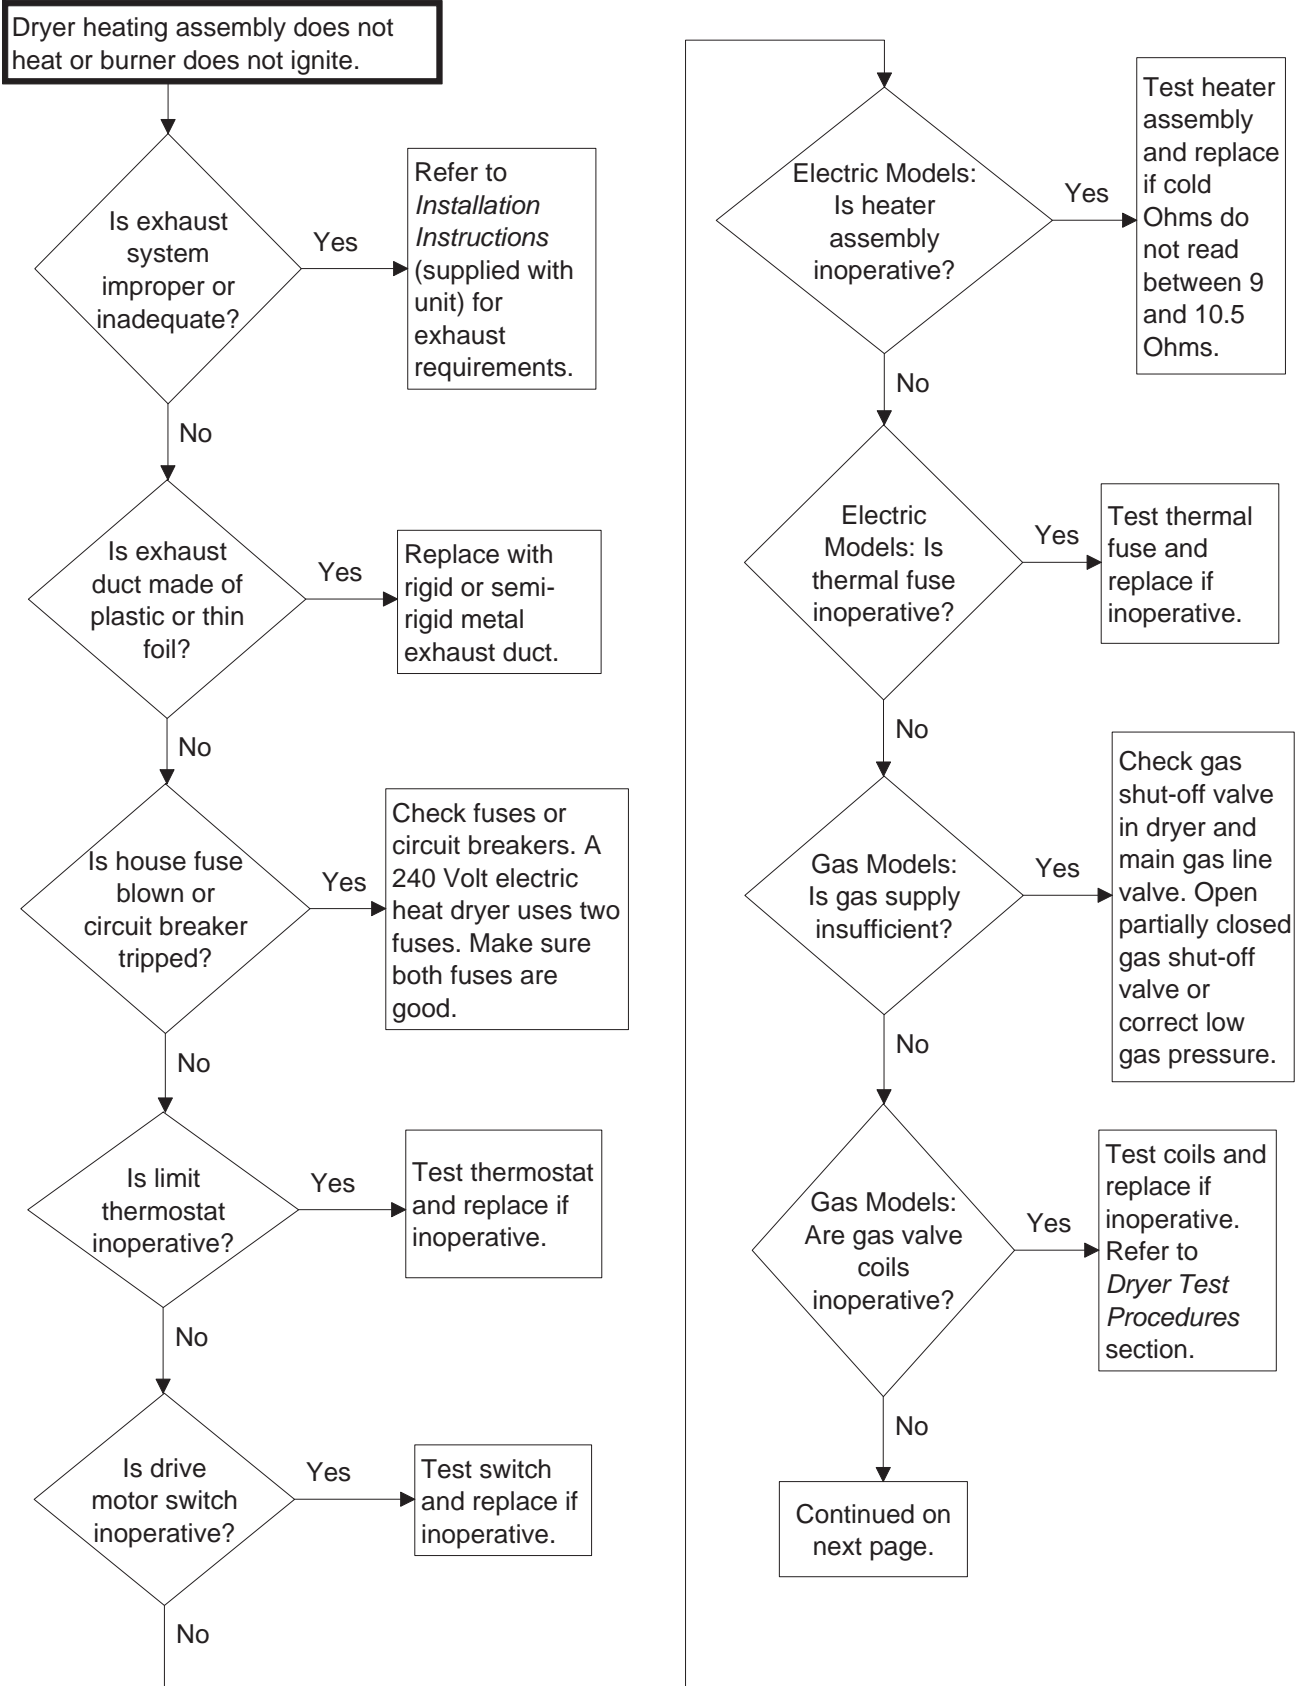 Dryer heating assembly does not
heat or burner does not ignite.
Is exhaust
system
improper or
inadequate?
Yes
Refer to
Installation
Instructions
(supplied with
unit) for
exhaust
requirements.
No
Is exhaust
duct made of
plastic or thin
foil?
Yes
Replace with
rigid or semi-
rigid metal
exhaust duct.
No
Is house fuse
blown or
circuit breaker
tripped?
Yes
Check fuses or
circuit breakers. A
240 Volt electric
heat dryer uses two
fuses. Make sure
both fuses are
good.
No
Is limit
thermostat
inoperative?
Yes
Test thermostat
and replace if
inoperative.
No
Is drive
motor switch
inoperative?
Yes
Test switch
and replace if
inoperative.
No
Electric Models:
Is heater
assembly
inoperative?
Yes
Test heater
assembly
and replace
if cold
Ohms do
not read
between 9
and 10.5
Ohms.
No
Electric
Models: Is
thermal fuse
inoperative?
Yes
Test thermal
fuse and
replace if
inoperative.
No
Gas Models:
Is gas supply
insufficient?
Yes
Check gas
shut-off valve
in dryer and
main gas line
valve. Open
partially closed
gas shut-off
valve or
correct low
gas pressure.
No
Gas Models:
Are gas valve
coils
inoperative?
Yes
Test coils and
replace if
inoperative.
Refer to
Dryer Test
Procedures
section.
No
Continued on
next page.